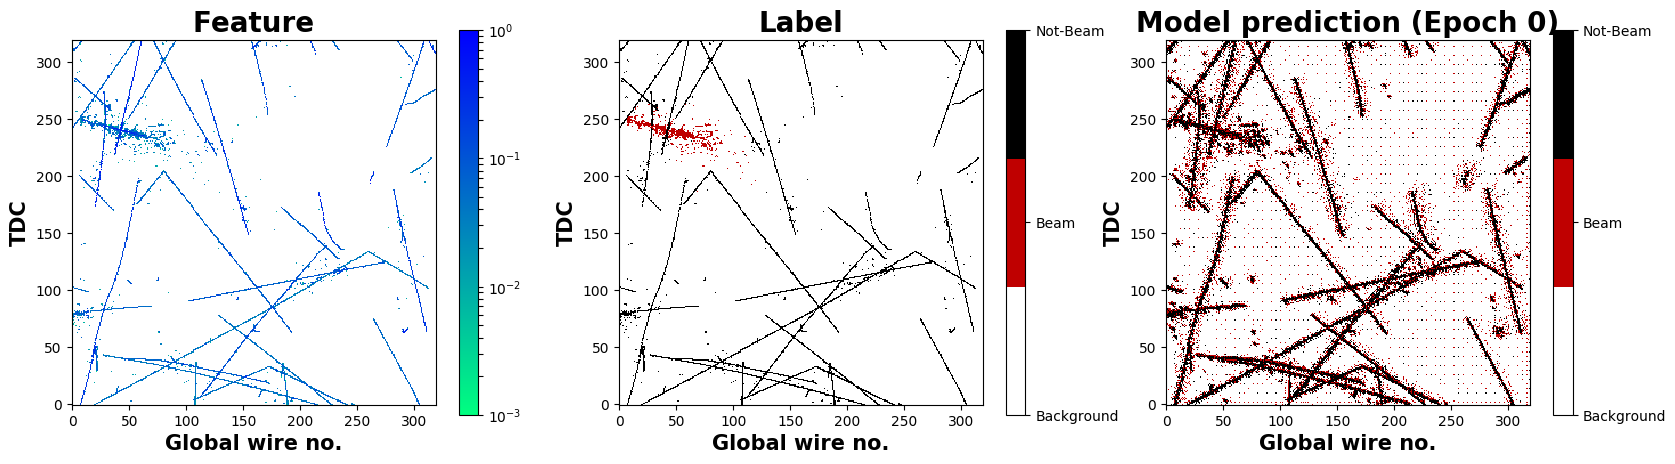 Feature
TDC
300
250
200
150
100
50
0
0 50 100 150 200 250 300
Global wire no.
10⁰
10⁻¹
10⁻²
10⁻³
Label
TDC
300
250
200
150
100
50
0
0 50 100 150 200 250 300
Global wire no.
Not-Beam
Beam
Background
Model prediction (Epoch 0)
TDC
300
250
200
150
100
50
0
0 50 100 150 200 250 300
Global wire no.
Not-Beam
Beam
Background